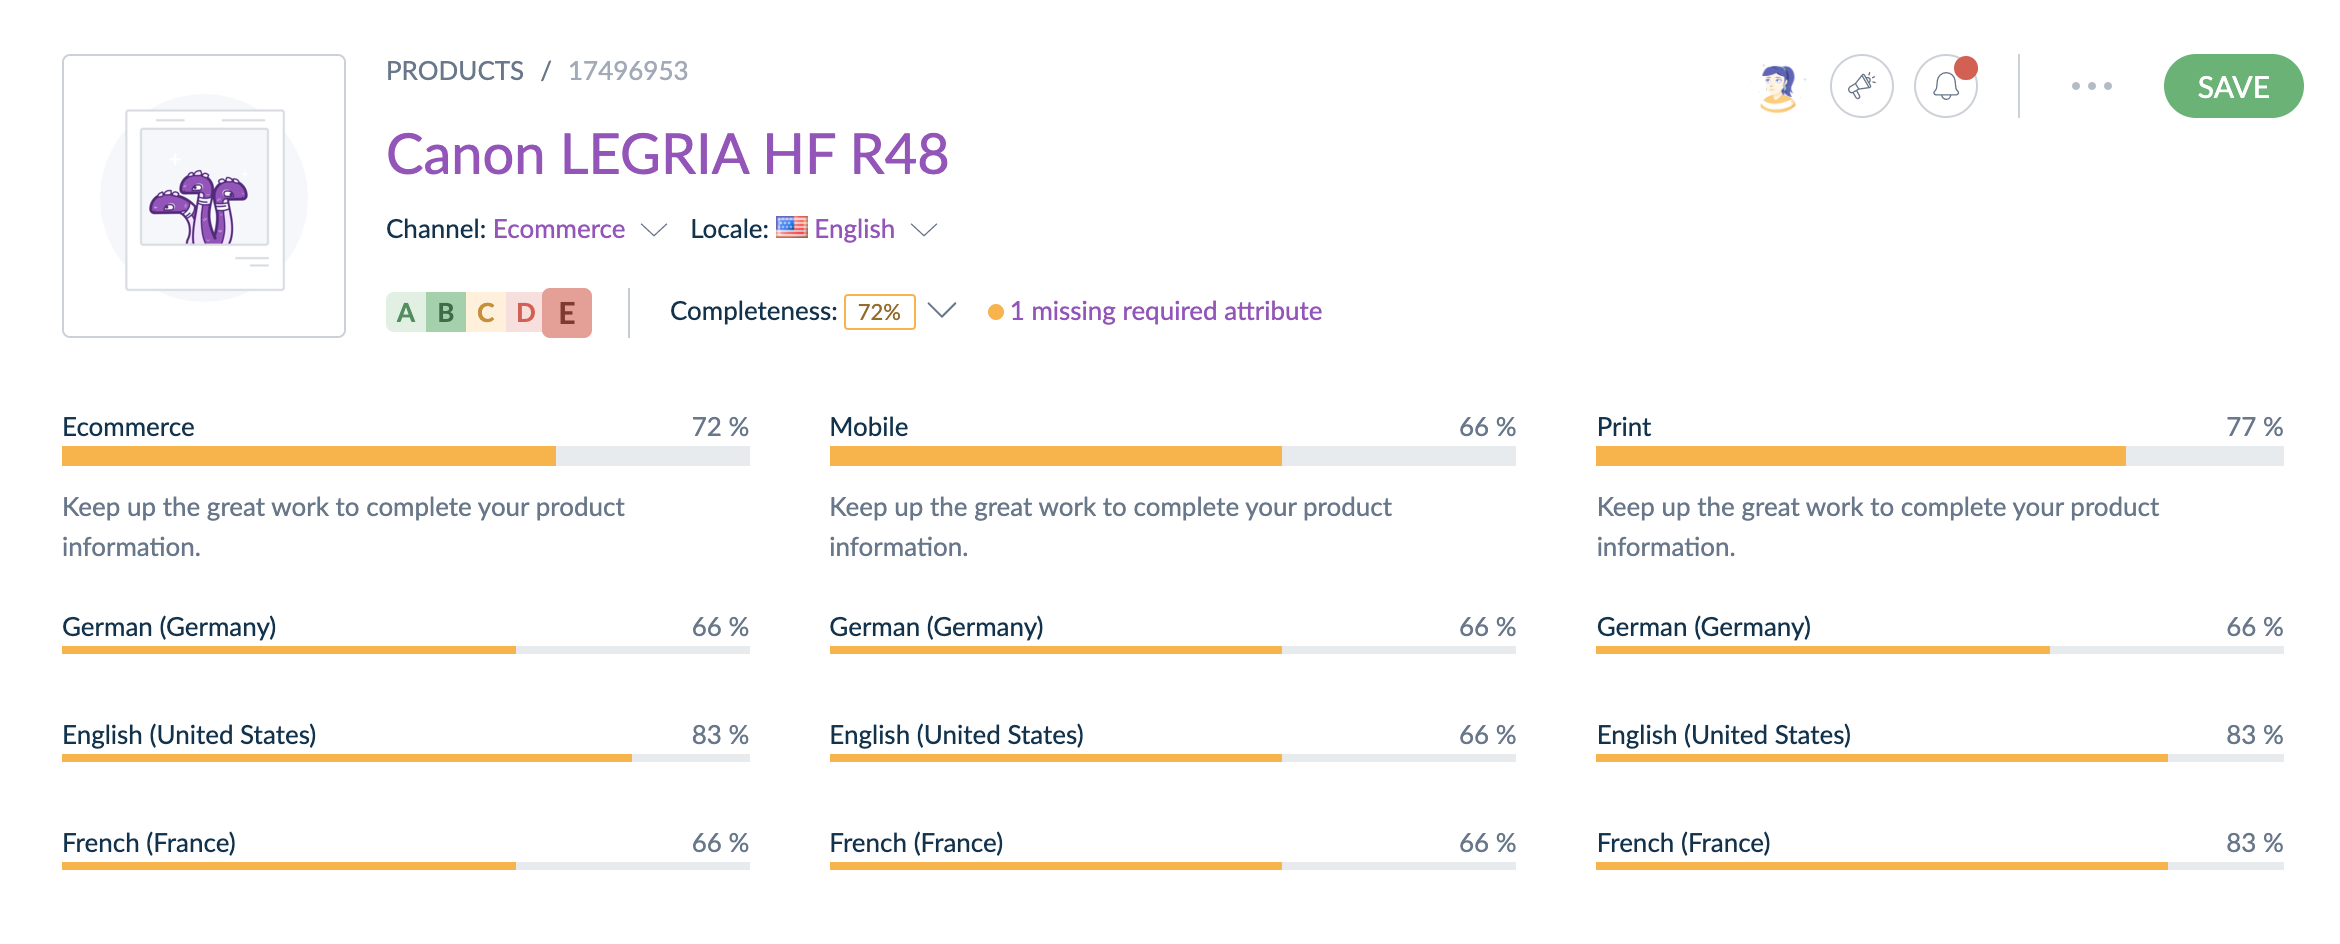 PRODUCTS / 17496953
SAVE
Canon LEGRIA HF R48
Channel: Ecommerce Locale: English
A B C D E Completeness: 72% 1 missing required attribute
Ecommerce 72 %
Keep up the great work to complete your product
information.
German (Germany) 66 %
English (United States) 83 %
French (France) 66 %
Mobile 66 %
Keep up the great work to complete your product
information.
German (Germany) 66 %
English (United States) 66 %
French (France) 66 %
Print 77 %
Keep up the great work to complete your product
information.
German (Germany) 66 %
English (United States) 83 %
French (France) 83 %